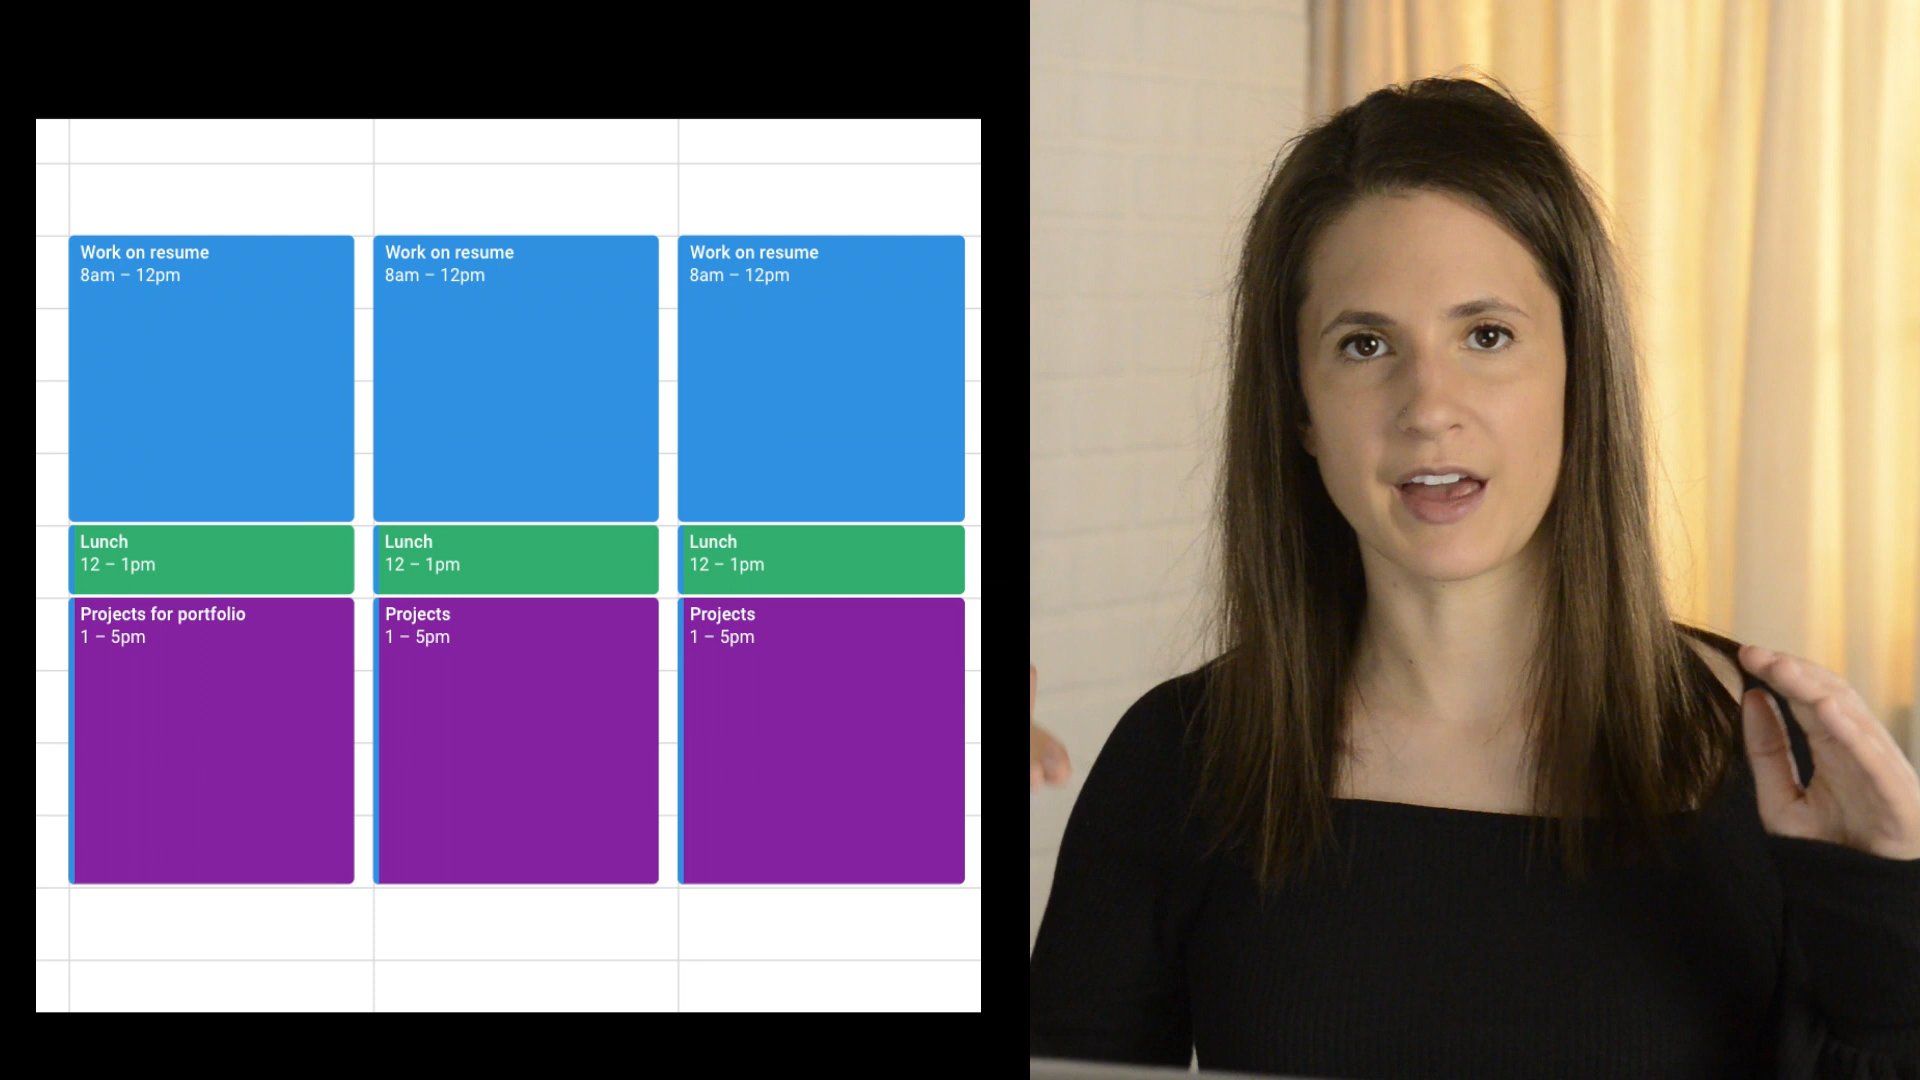 Work on resume
8am – 12pm
Lunch
12 – 1pm
Projects for portfolio
1 – 5pm
Work on resume
8am – 12pm
Lunch
12 – 1pm
Projects
1 – 5pm
Work on resume
8am – 12pm
Lunch
12 – 1pm
Projects
1 – 5pm